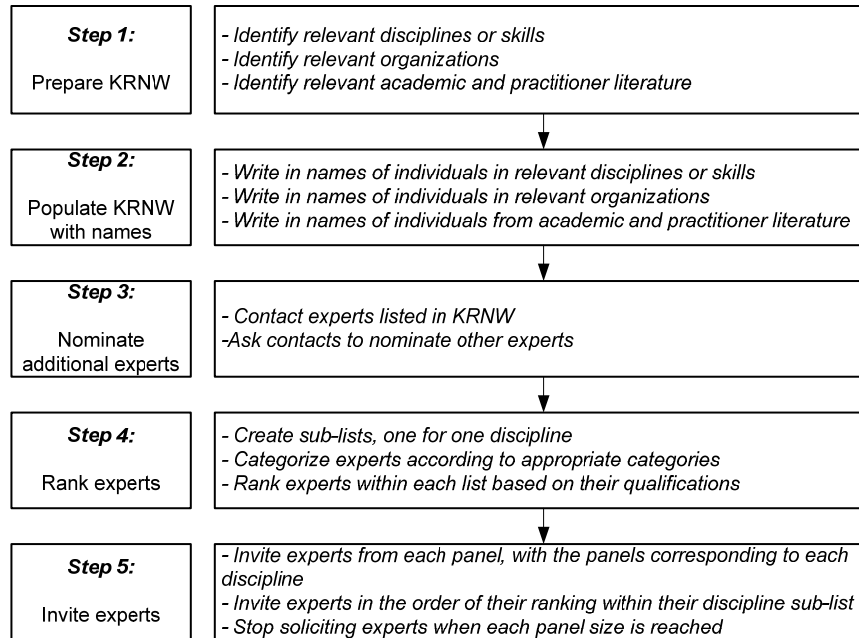 Step 1:
Prepare KRNW
- Identify relevant disciplines or skills
- Identify relevant organizations
- Identify relevant academic and practitioner literature
Step 2:
Populate KRNW
with names
- Write in names of individuals in relevant disciplines or skills
- Write in names of individuals in relevant organizations
- Write in names of individuals from academic and practitioner literature
Step 3:
Nominate
additional experts
- Contact experts listed in KRNW
-Ask contacts to nominate other experts
Step 4:
Rank experts
- Create sub-lists, one for one discipline
- Categorize experts according to appropriate categories
- Rank experts within each list based on their qualifications
Step 5:
Invite experts
- Invite experts from each panel, with the panels corresponding to each
discipline
- Invite experts in the order of their ranking within their discipline sub-list
- Stop soliciting experts when each panel size is reached